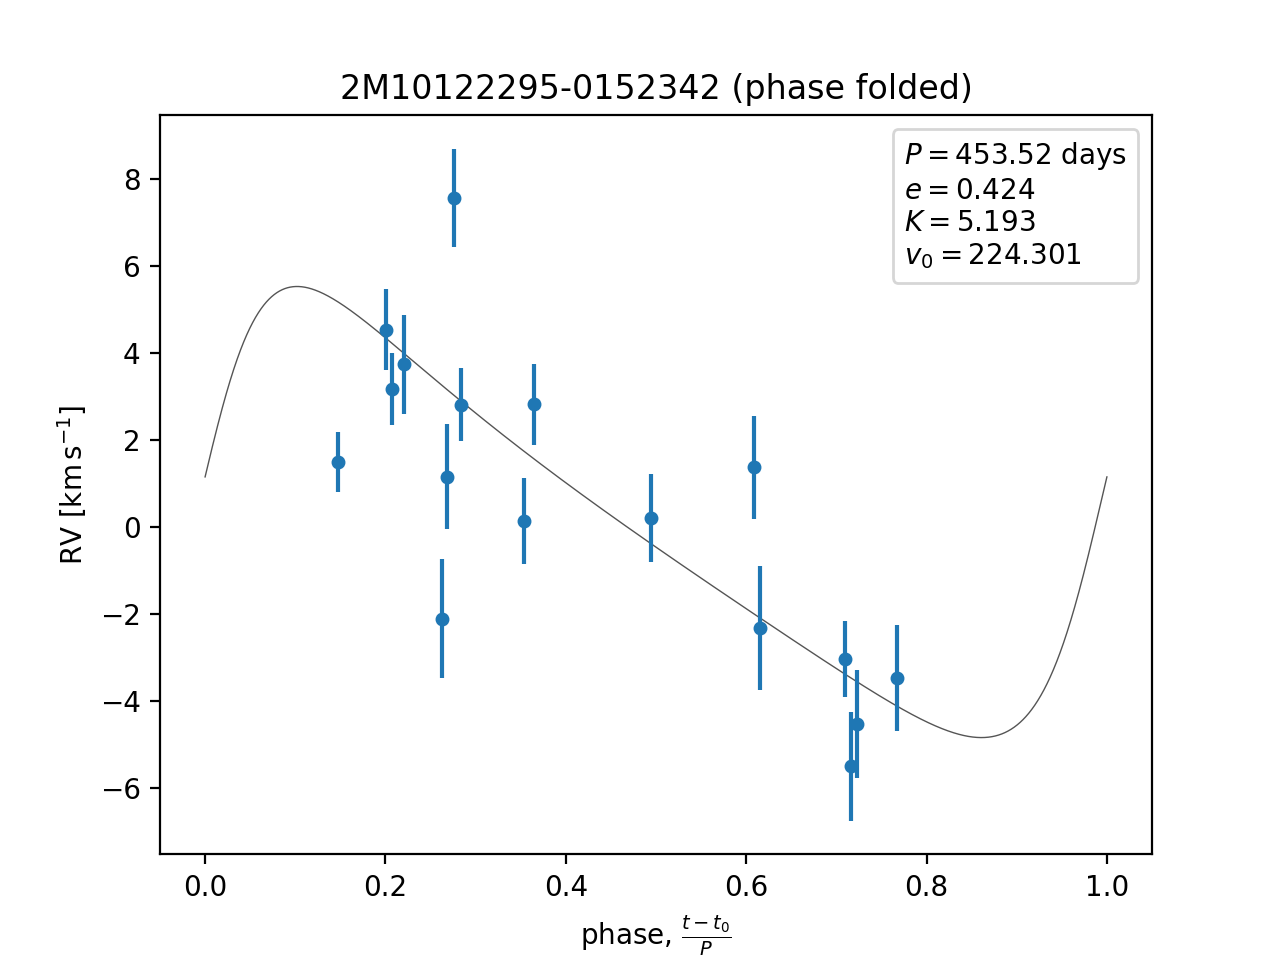 2M10122295-0152342 (phase folded)
P = 453.52 days
e = 0.424
K = 5.193
v₀ = 224.301
8
6
4
2
0
−2
−4
−6
RV [km s⁻¹]
0.0 0.2 0.4 0.6 0.8 1.0
phase, (t − t₀)/P